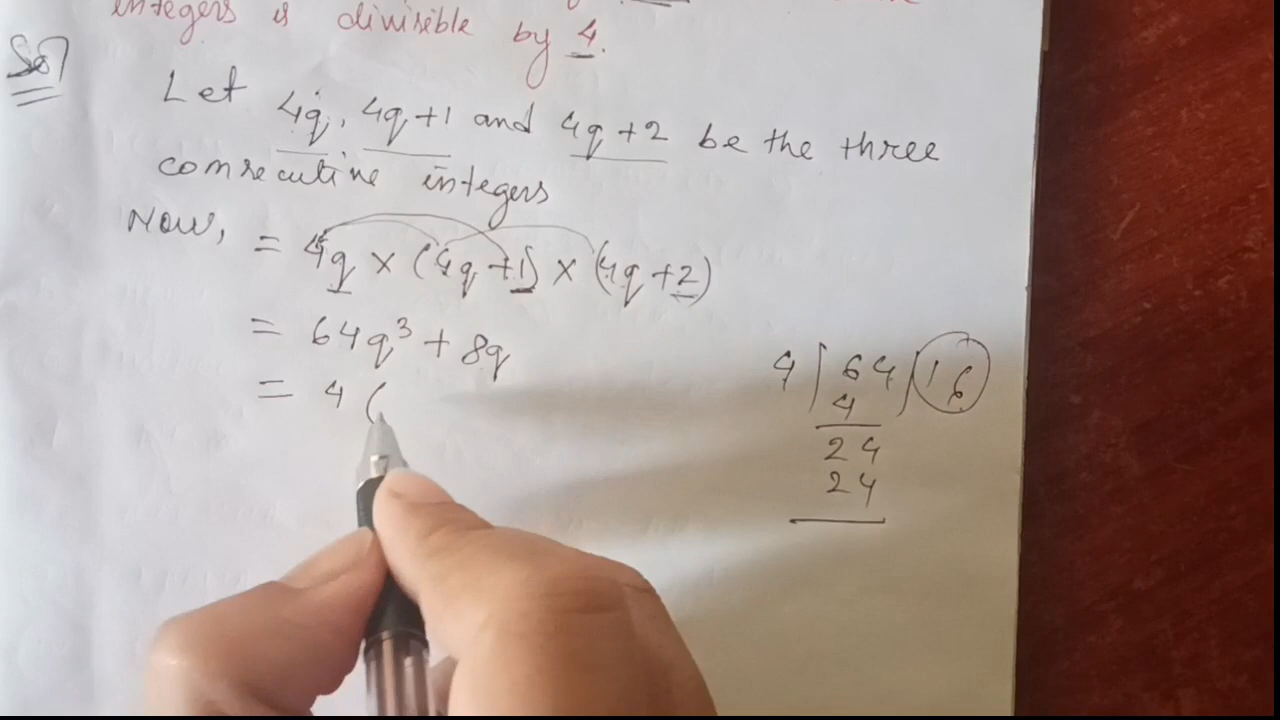 integers is divisible by 4.
Sol
Let 4q, 4q+1 and 4q+2 be the three
consecutive integers
Now, = 4q × (4q+1) × (4q+2)
= 64q³ + 8q
= 4 (
4 ) 64 ( 16
4
24
24